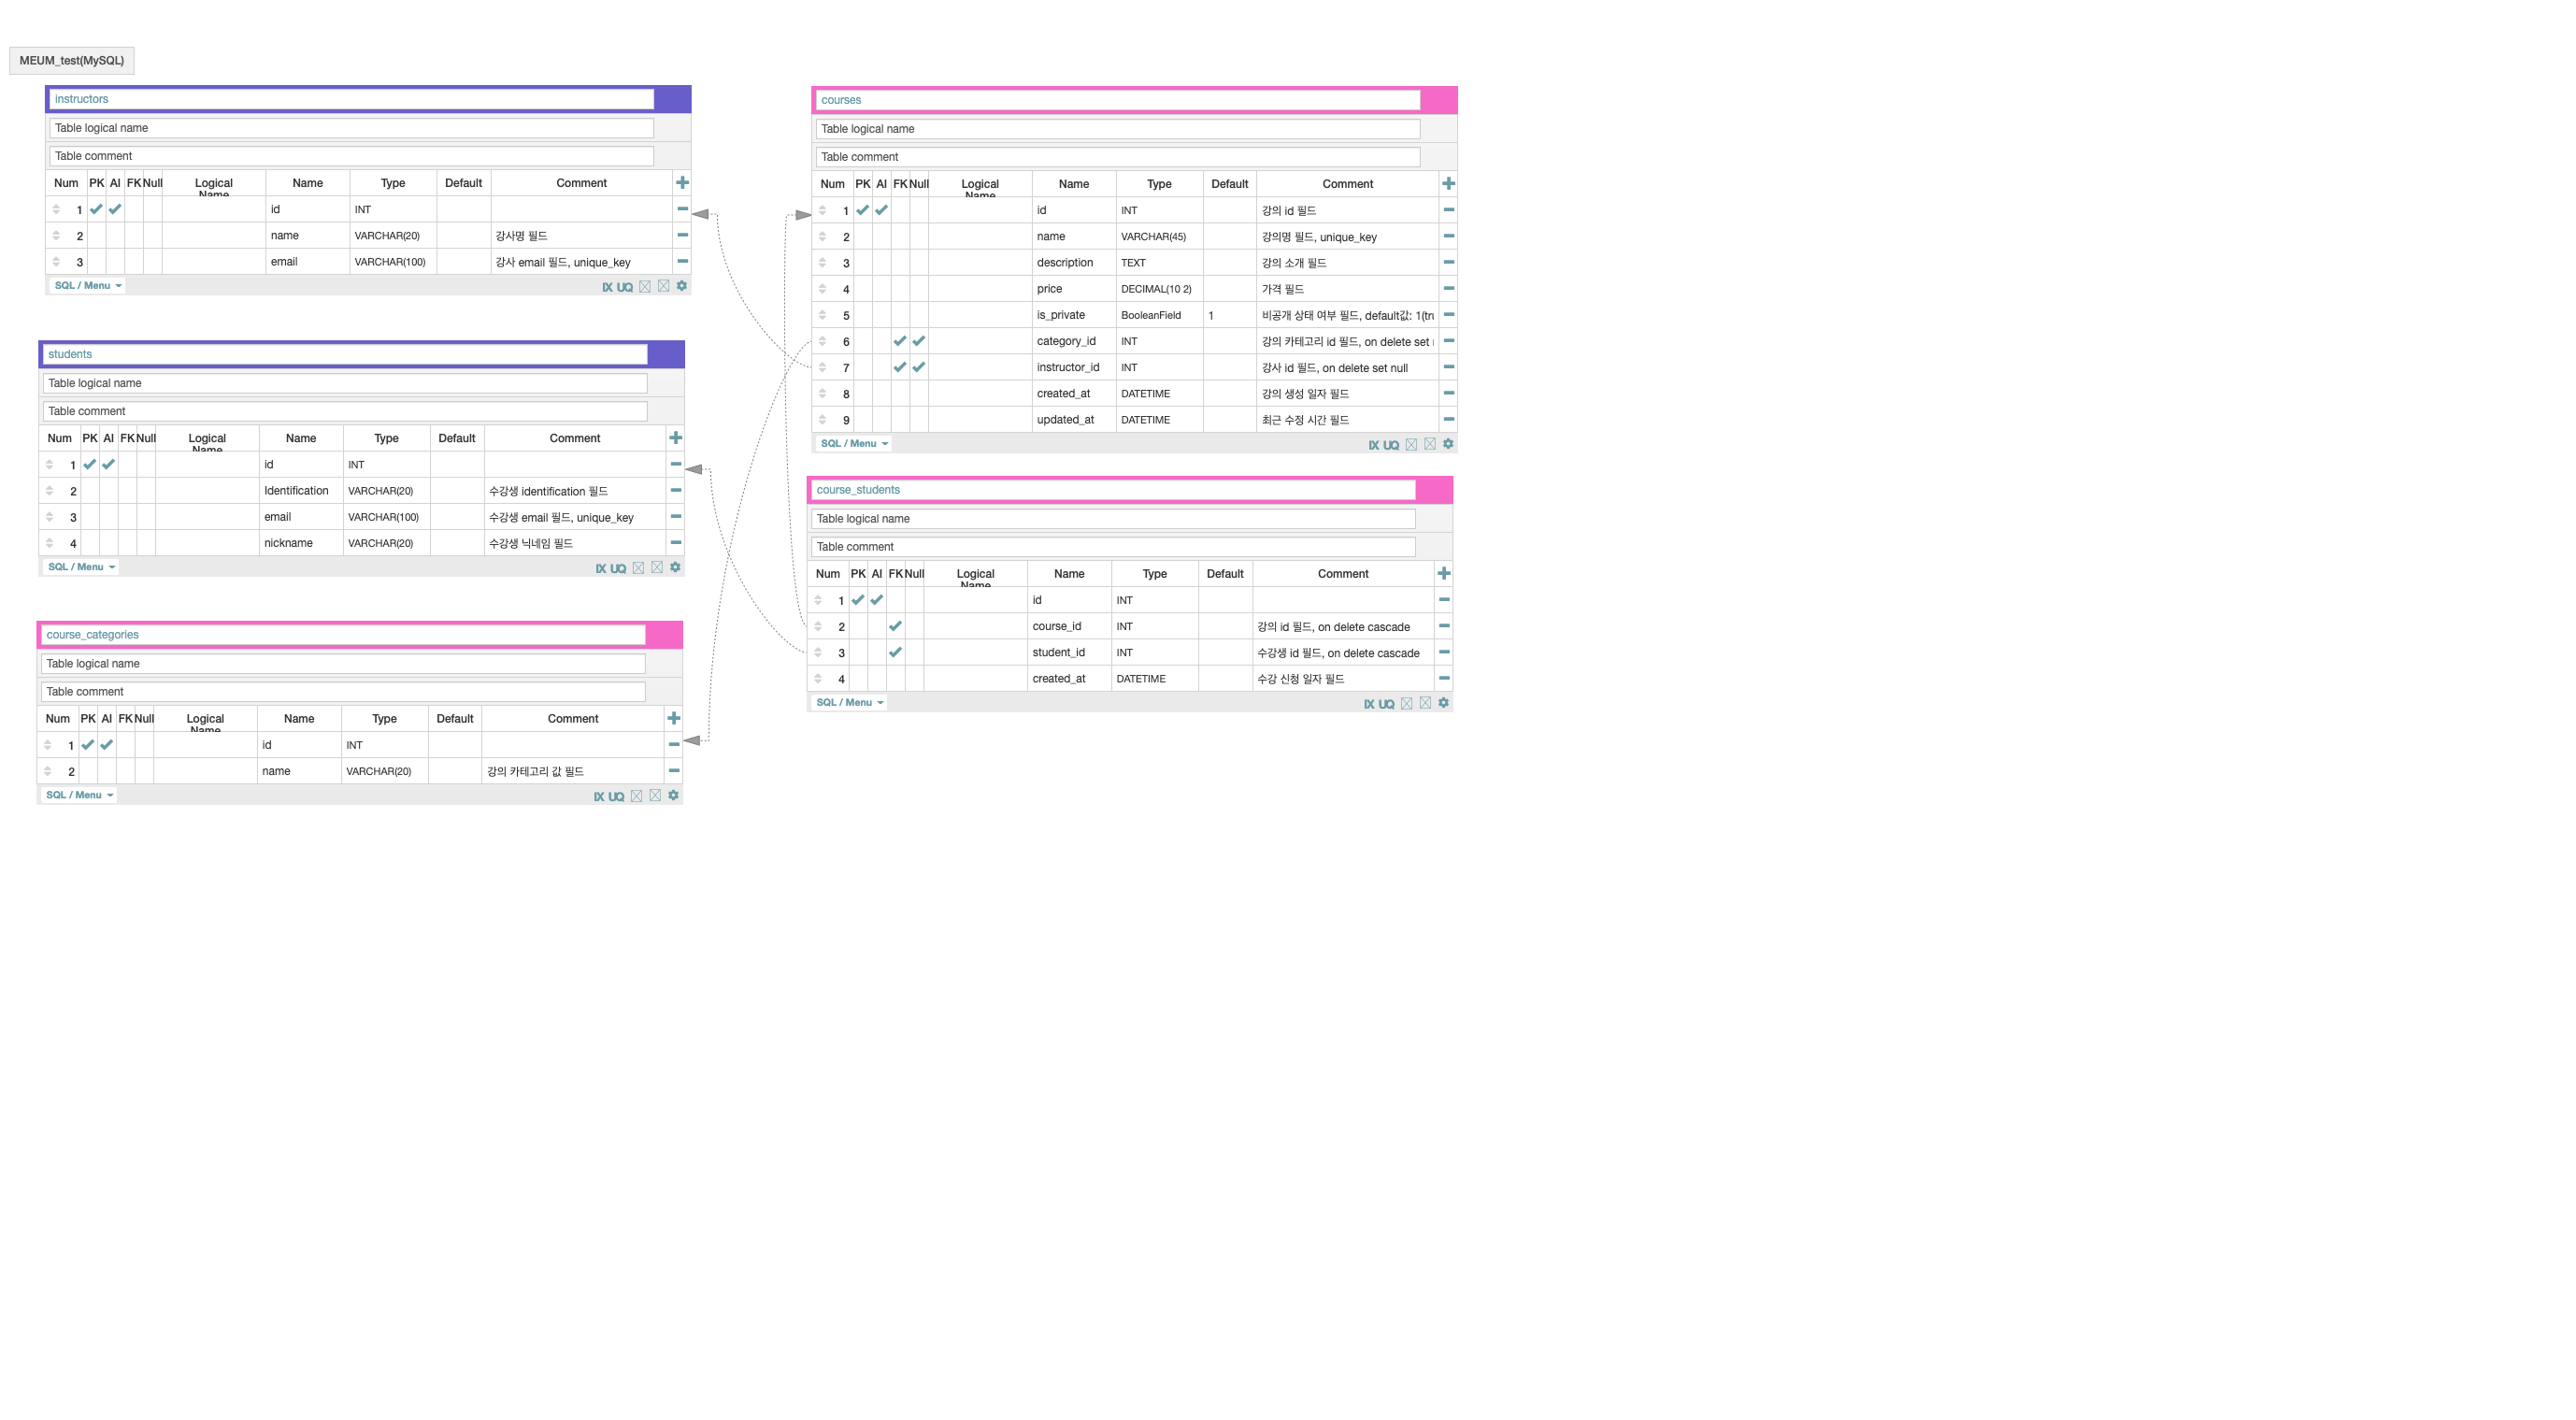 MEUM_test(MySQL)
instructors
Table logical name
Table comment
Num PK AI FK Null Logical Name Name Type Default Comment
1 id INT
2 name VARCHAR(20) 강사명 필드
3 email VARCHAR(100) 강사 email 필드, unique_key
SQL / Menu IX UQ
students
Table logical name
Table comment
Num PK AI FK Null Logical Name Name Type Default Comment
1 id INT
2 Identification VARCHAR(20) 수강생 identification 필드
3 email VARCHAR(100) 수강생 email 필드, unique_key
4 nickname VARCHAR(20) 수강생 닉네임 필드
SQL / Menu IX UQ
course_categories
Table logical name
Table comment
Num PK AI FK Null Logical Name Name Type Default Comment
1 id INT
2 name VARCHAR(20) 강의 카테고리 값 필드
SQL / Menu IX UQ
courses
Table logical name
Table comment
Num PK AI FK Null Logical Name Name Type Default Comment
1 id INT 강의 id 필드
2 name VARCHAR(45) 강의명 필드, unique_key
3 description TEXT 강의 소개 필드
4 price DECIMAL(10 2) 가격 필드
5 is_private BooleanField 1 비공개 상태 여부 필드, default값: 1(tru
6 category_id INT 강의 카테고리 id 필드, on delete set
7 instructor_id INT 강사 id 필드, on delete set null
8 created_at DATETIME 강의 생성 일자 필드
9 updated_at DATETIME 최근 수정 시간 필드
SQL / Menu IX UQ
course_students
Table logical name
Table comment
Num PK AI FK Null Logical Name Name Type Default Comment
1 id INT
2 course_id INT 강의 id 필드, on delete cascade
3 student_id INT 수강생 id 필드, on delete cascade
4 created_at DATETIME 수강 신청 일자 필드
SQL / Menu IX UQ